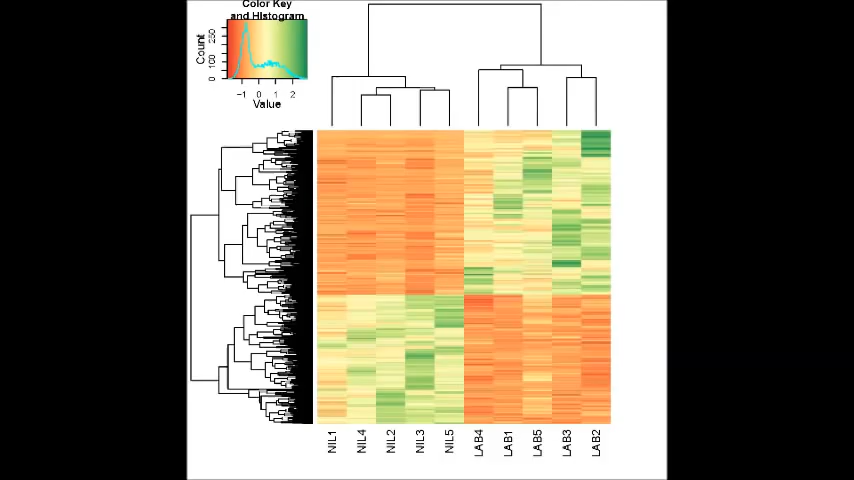 Color Key
and Histogram
Count
0 100 250
−1 0 1 2
Value
NIL1 NIL4 NIL2 NIL3 NIL5 LAB4 LAB1 LAB5 LAB3 LAB2